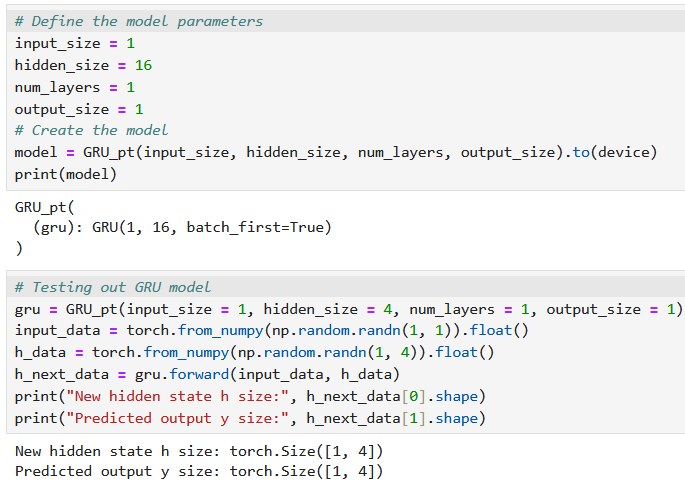 # Define the model parameters
input_size = 1
hidden_size = 16
num_layers = 1
output_size = 1
# Create the model
model = GRU_pt(input_size, hidden_size, num_layers, output_size).to(device)
print(model)
GRU_pt(
  (gru): GRU(1, 16, batch_first=True)
)
# Testing out GRU model
gru = GRU_pt(input_size = 1, hidden_size = 4, num_layers = 1, output_size = 1)
input_data = torch.from_numpy(np.random.randn(1, 1)).float()
h_data = torch.from_numpy(np.random.randn(1, 4)).float()
h_next_data = gru.forward(input_data, h_data)
print("New hidden state h size:", h_next_data[0].shape)
print("Predicted output y size:", h_next_data[1].shape)
New hidden state h size: torch.Size([1, 4])
Predicted output y size: torch.Size([1, 4])